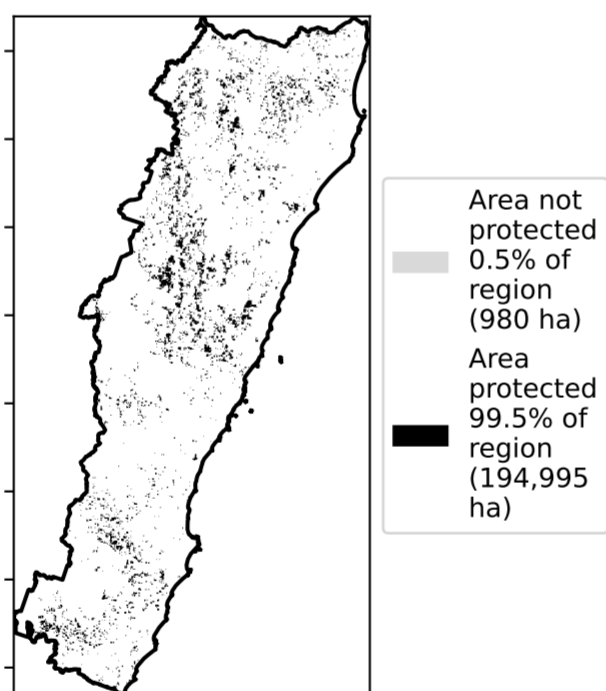 Area not
protected
0.5% of
region
(980 ha)
Area
protected
99.5% of
region
(194,995
ha)